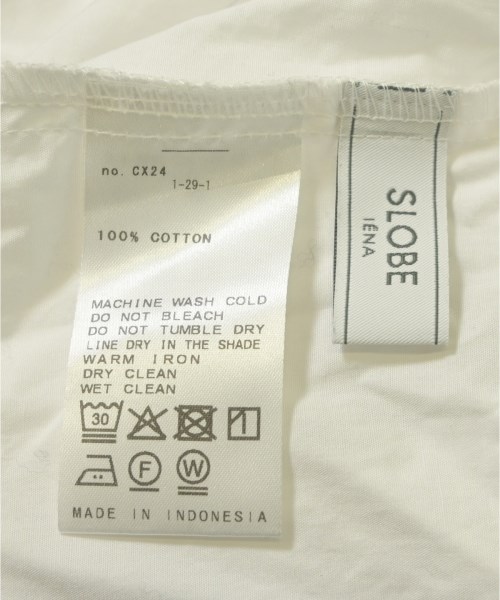 no. CX24
1-29-1
100% COTTON
MACHINE WASH COLD
DO NOT BLEACH
DO NOT TUMBLE DRY
LINE DRY IN THE SHADE
WARM IRON
DRY CLEAN
WET CLEAN
30
F
W
MADE IN INDONESIA
SLOBE
IÉNA